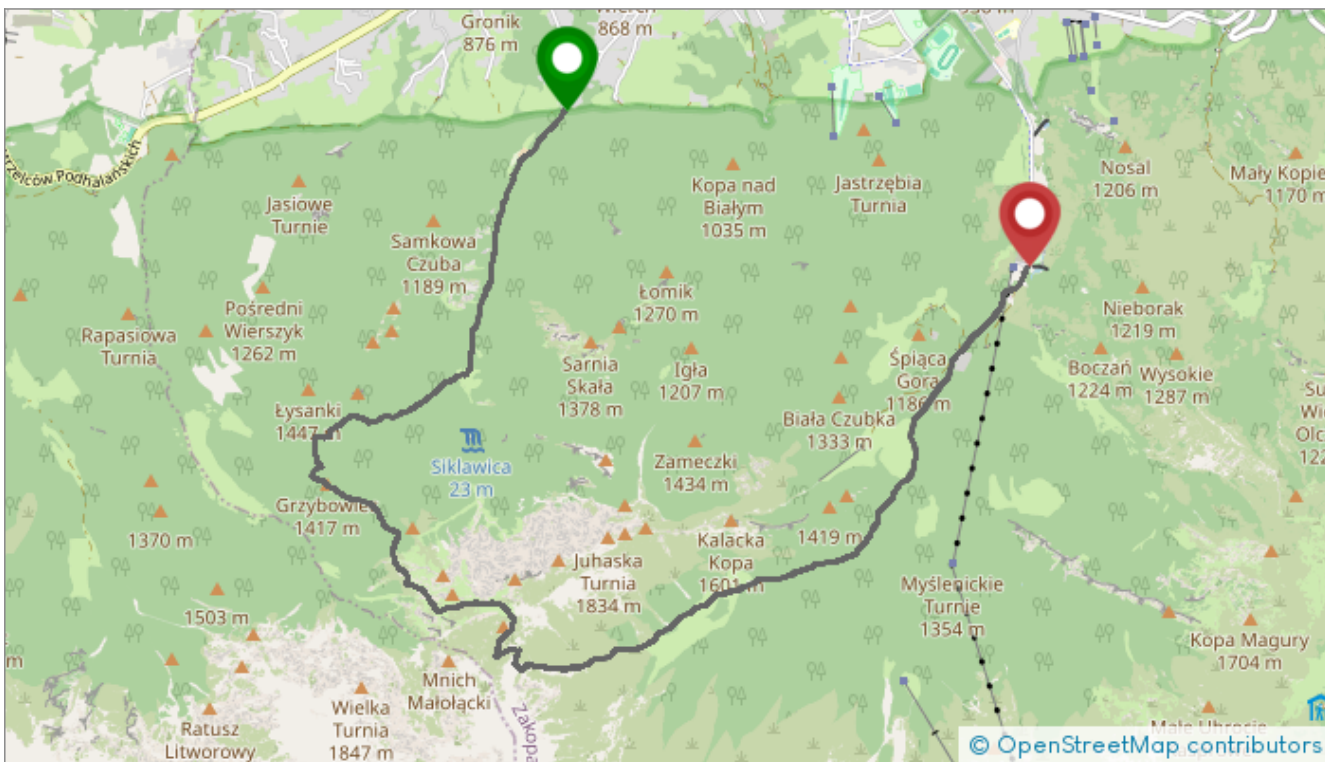 Gronik
876 m
868 m
Podhalańskich
Jasiowe
Turnie
Samkowa
Czuba
1189 m
Kopa nad
Białym
1035 m
Jastrzębia
Turnia
Nosal
1206 m
Mały Kopie
1170 m
Rapasiowa
Turnia
Pośredni
Wierszyk
1262 m
Łomik
1270 m
Sarnia
Skała
1378 m
Igła
1207 m
Śpiąca
Góra
1186 m
Nieborak
1219 m
Boczań
1224 m
Wysokie
1287 m
Łysanki
1447 m
Biała Czubka
1333 m
Siklawica
23 m
Zameczki
1434 m
Grzybowiec
1417 m
1370 m
Juhaska
Turnia
1834 m
Kalacka
Kopa
1601 m
1419 m
Myślenickie
Turnie
1354 m
1503 m
Kopa Magury
1704 m
Mnich
Małołącki
Wielka
Turnia
1847 m
Ratusz
Litworowy
Zakopa
© OpenStreetMap contributors